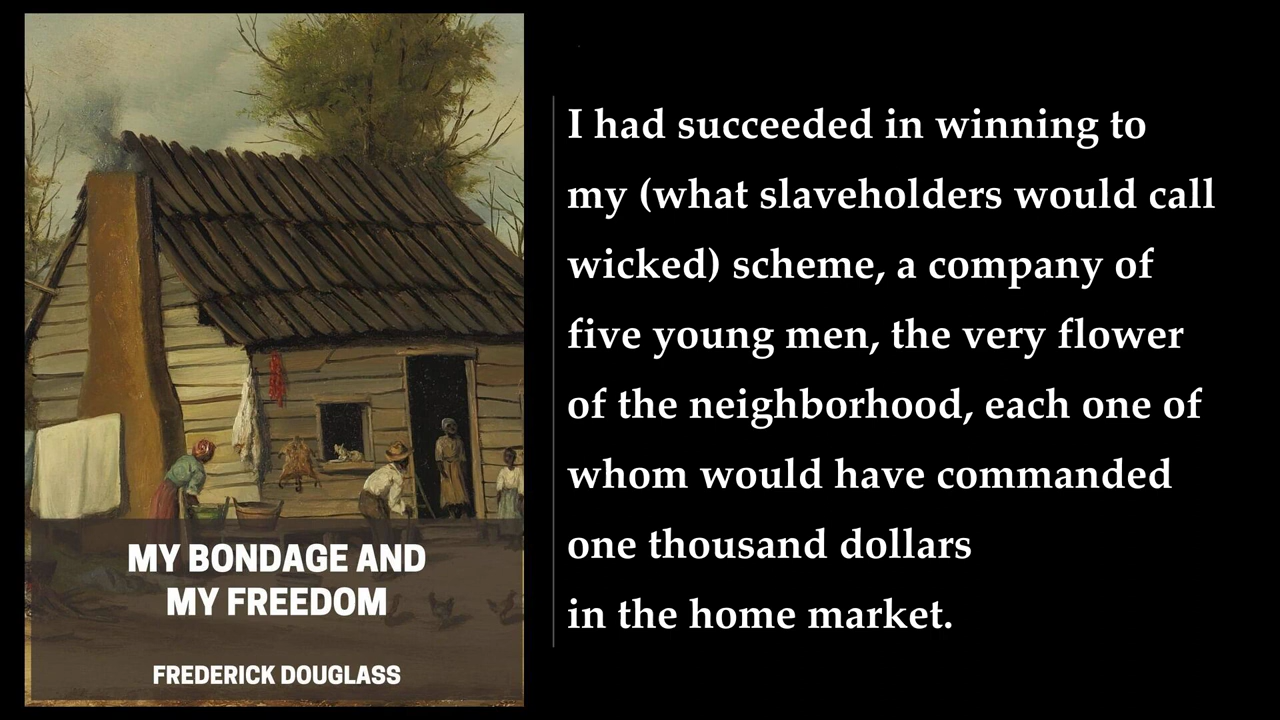 MY BONDAGE AND
MY FREEDOM
FREDERICK DOUGLASS
I had succeeded in winning to
my (what slaveholders would call
wicked) scheme, a company of
five young men, the very flower
of the neighborhood, each one of
whom would have commanded
one thousand dollars
in the home market.